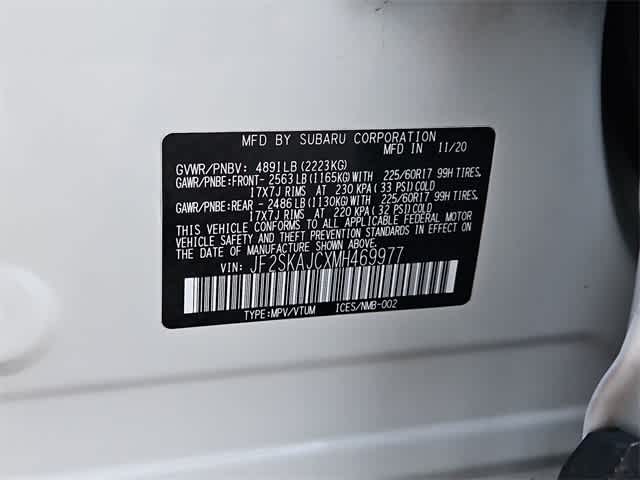 MFD BY SUBARU CORPORATION
MFD IN 11/20
GVWR/PNBV: 4891LB(2223KG)
GAWR/PNBE:FRONT- 2563LB(1165KG)WITH 225/60R17 99H TIRES,
17X7J RIMS AT 230 KPA(33 PSI)COLD
GAWR/PNBE:REAR - 2486LB(1130KG)WITH 225/60R17 99H TIRES,
17X7J RIMS AT 220 KPA(32 PSI)COLD
THIS VEHICLE CONFORMS TO ALL APPLICABLE FEDERAL MOTOR
VEHICLE SAFETY AND THEFT PREVENTION STANDARDS IN EFFECT ON
THE DATE OF MANUFACTURE SHOWN ABOVE.
VIN: JF2SKAJCXMH469977
TYPE:MPV/VTUM ICES/NMB-002